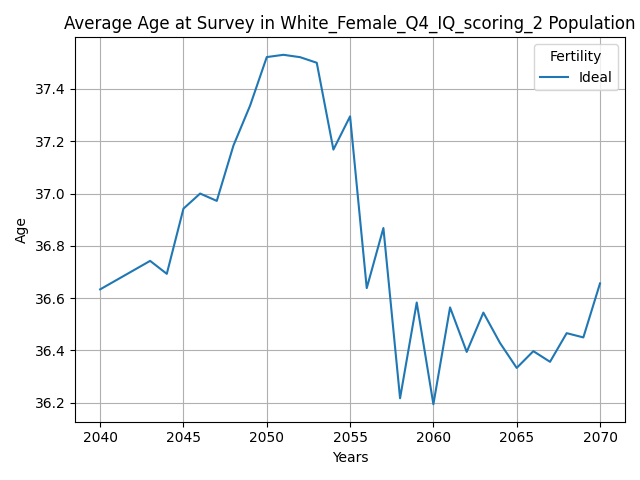 Average Age at Survey in White_Female_Q4_IQ_scoring_2 Population
Fertility
Ideal
37.4
37.2
37.0
36.8
36.6
36.4
36.2
Age
2040 2045 2050 2055 2060 2065 2070
Years